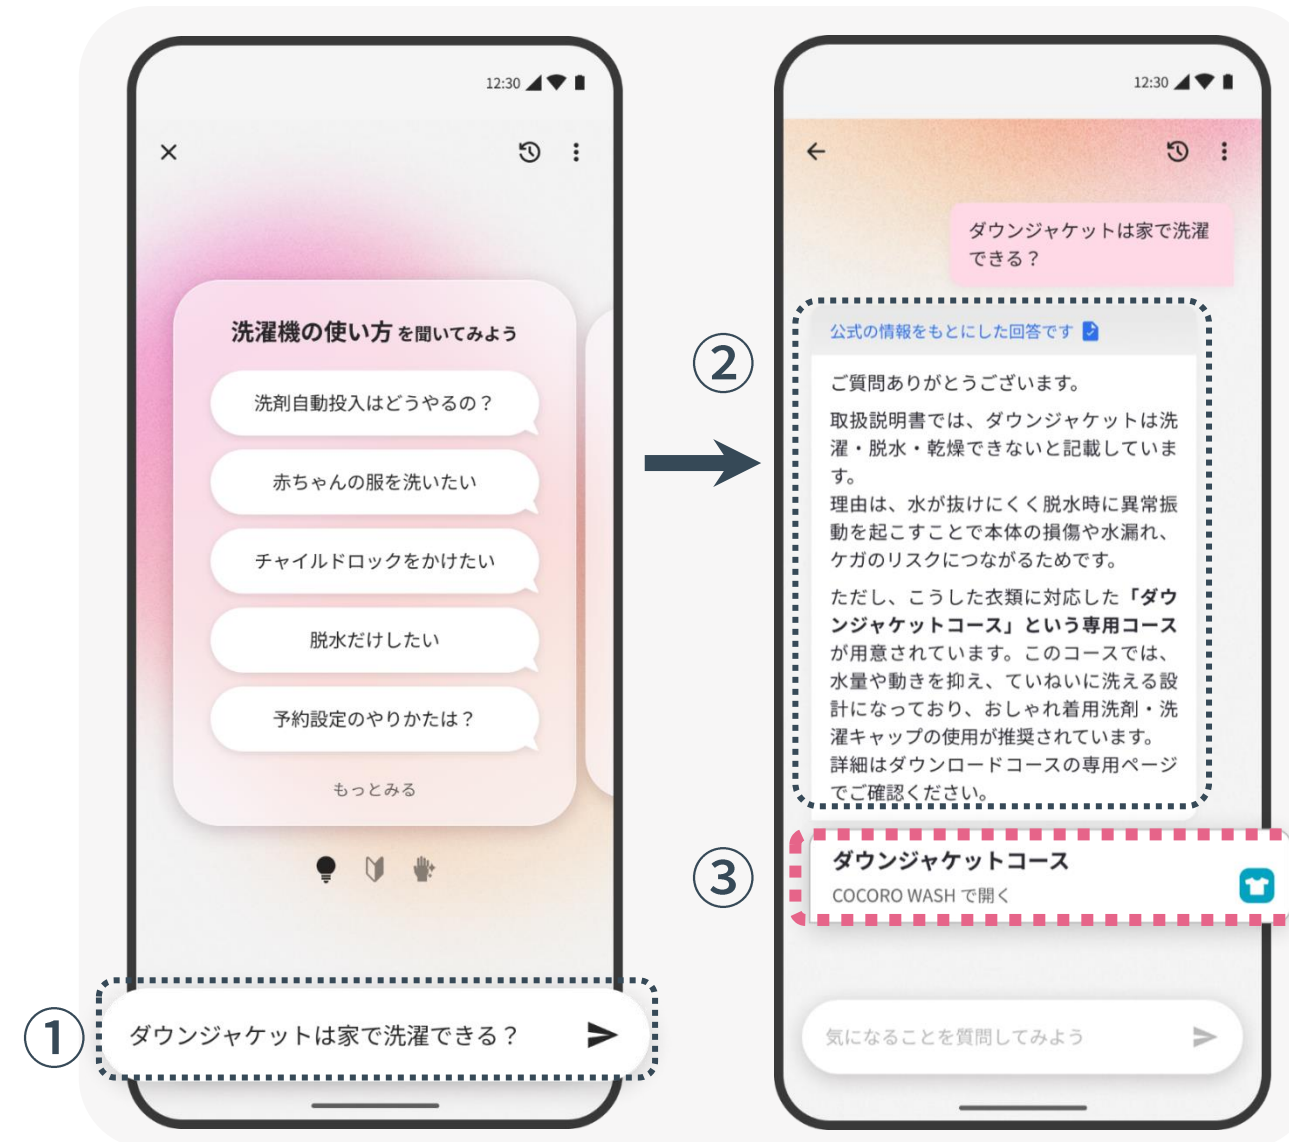 12:30
洗濯機の使い方 を聞いてみよう
洗剤自動投入はどうやるの？
赤ちゃんの服を洗いたい
チャイルドロックをかけたい
脱水だけしたい
予約設定のやりかたは？
もっとみる
①
ダウンジャケットは家で洗濯できる？
12:30
ダウンジャケットは家で洗濯
できる？
②
公式の情報をもとにした回答です
ご質問ありがとうございます。
取扱説明書では、ダウンジャケットは洗
濯・脱水・乾燥できないと記載していま
す。
理由は、水が抜けにくく脱水時に異常振
動を起こすことで本体の損傷や水漏れ、
ケガのリスクにつながるためです。
ただし、こうした衣類に対応した「ダウ
ンジャケットコース」という専用コース
が用意されています。このコースでは、
水量や動きを抑え、ていねいに洗える設
計になっており、おしゃれ着用洗剤・洗
濯キャップの使用が推奨されています。
詳細はダウンロードコースの専用ページ
でご確認ください。
③
ダウンジャケットコース
COCORO WASH で開く
気になることを質問してみよう